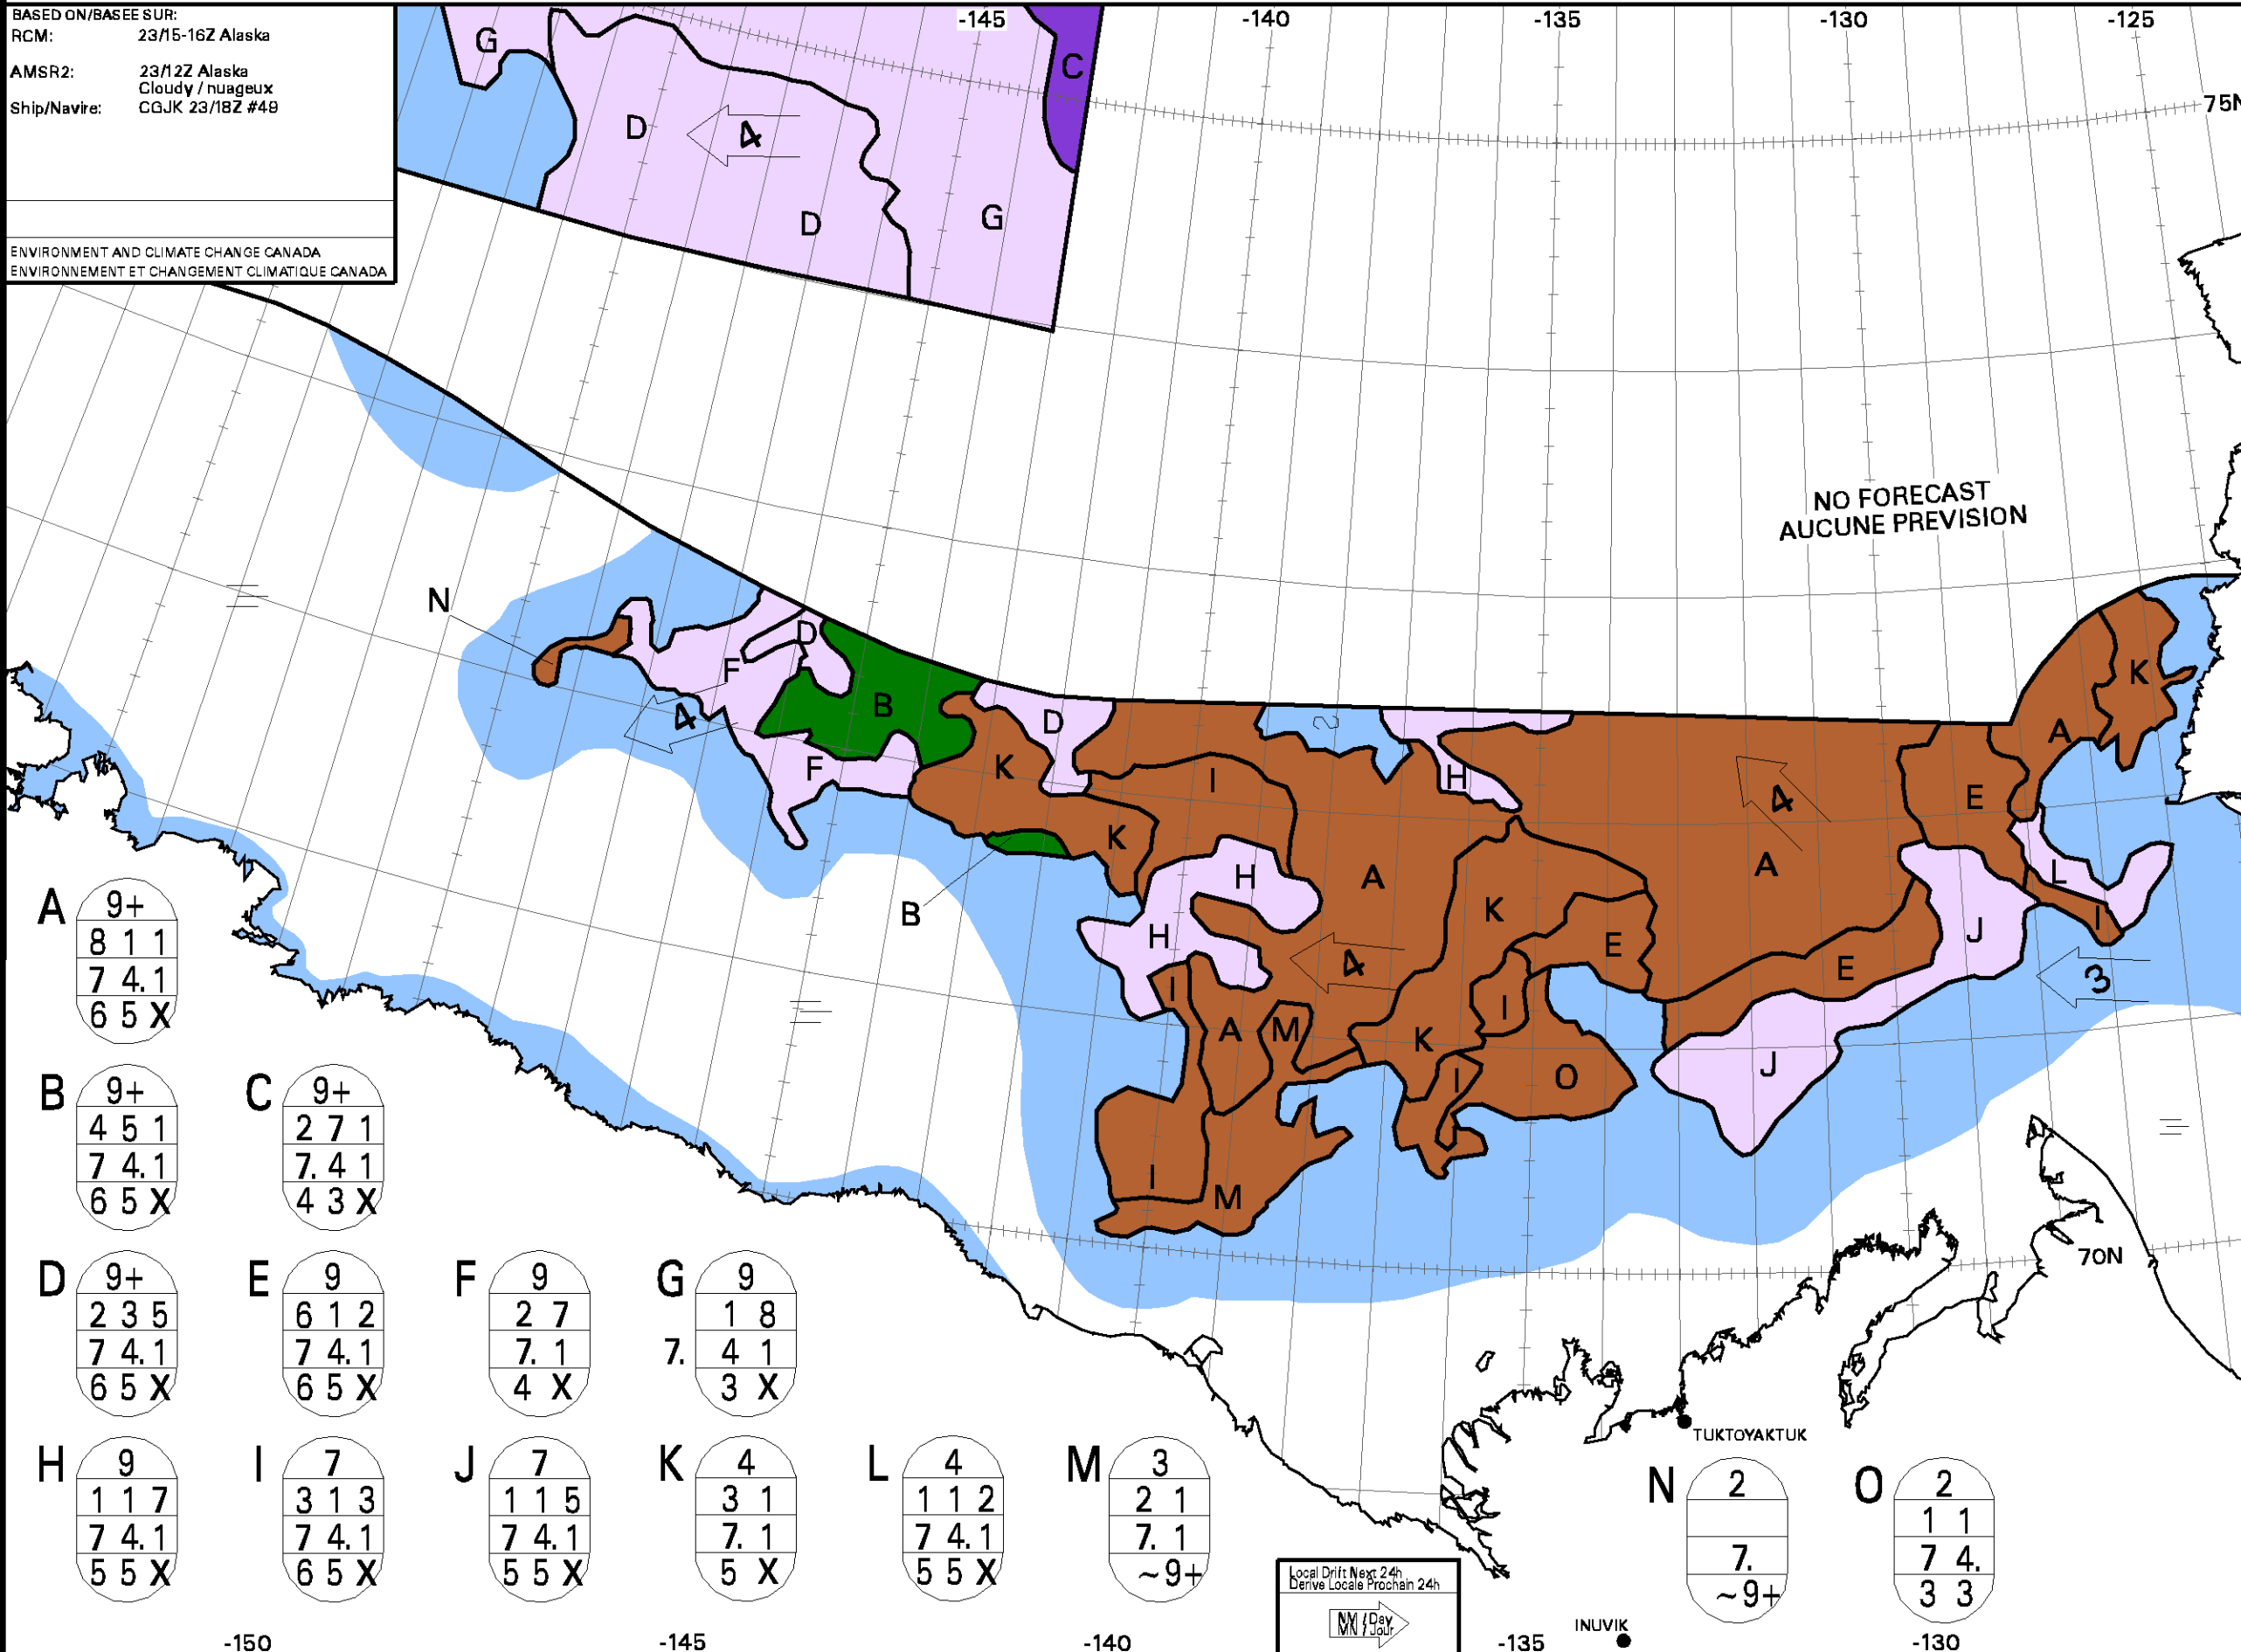 BASED ON/BASEE SUR:
RCM: 23/15-16Z Alaska
AMSR2: 23/12Z Alaska
Cloudy / nuageux
Ship/Navire: CGJK 23/18Z #49
ENVIRONMENT AND CLIMATE CHANGE CANADA
ENVIRONNEMENT ET CHANGEMENT CLIMATIQUE CANADA
-145 -140 -135 -130 -125
75N
G
C
D
4
D
G
NO FORECAST
AUCUNE PREVISION
N
D
F
B
4
F
D
K
I
K
B
H
H
I
A
M
A
H
4
K
K
I
I
E
O
I
M
4
A
E
E
A
K
L
I
J
J
3
70N
TUKTOYAKTUK
INUVIK
A
9+
8 1 1
7 4. 1
6 5 X
B
9+
4 5 1
7 4. 1
6 5 X
C
9+
2 7 1
7. 4 1
4 3 X
D
9+
2 3 5
7 4. 1
6 5 X
E
9
6 1 2
7 4. 1
6 5 X
F
9
2 7
7. 1
4 X
G
9
1 8
7. 4 1
3 X
H
9
1 1 7
7 4. 1
5 5 X
I
7
3 1 3
7 4. 1
6 5 X
J
7
1 1 5
7 4. 1
5 5 X
K
4
3 1
7. 1
5 X
L
4
1 1 2
7 4. 1
5 5 X
M
3
2 1
7. 1
~9+
N
2
7.
~9+
O
2
1 1
7 4.
3 3
Local Drift Next 24h
Derive Locale Prochain 24h
NM / Day
MN / Jour
-150 -145 -140 -135 -130